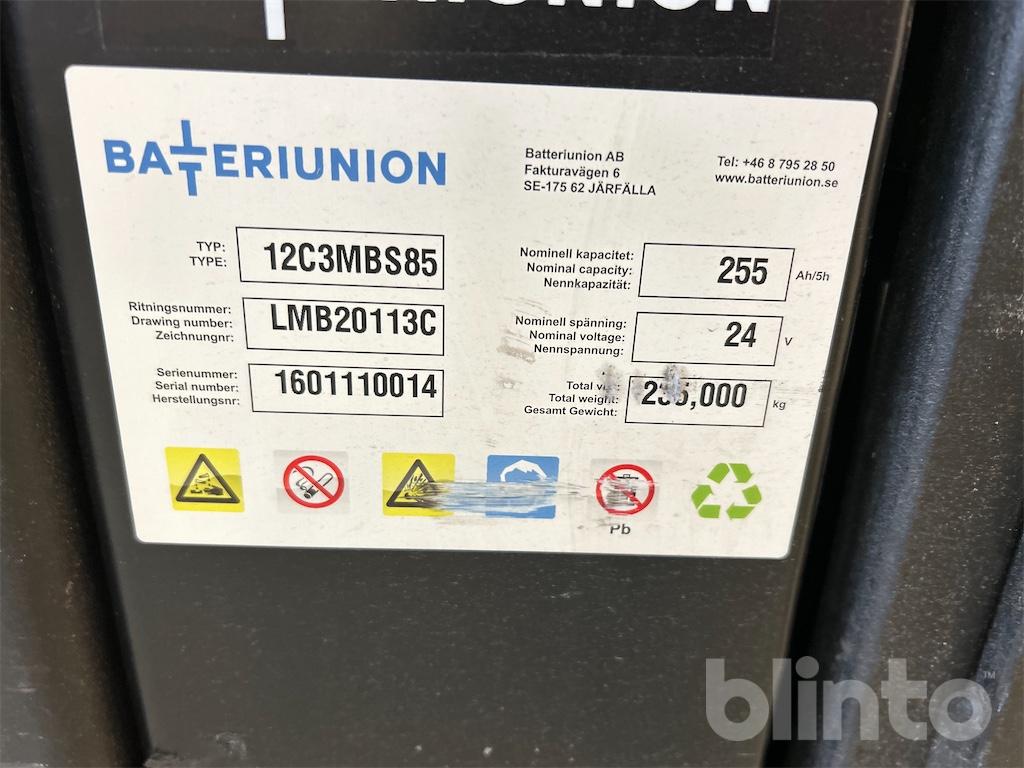 BATTERIUNION
Batteriunion AB
Fakturavägen 6
SE-175 62 JÄRFÄLLA
Tel: +46 8 795 28 50
www.batteriunion.se
TYP:
TYPE:
12C3MBS85
Ritningsnummer:
Drawing number:
Zeichnungnr:
LMB20113C
Serienummer:
Serial number:
Herstellungsnr:
1601110014
Nominell kapacitet:
Nominal capacity:
Nennkapazität:
255
Ah/5h
Nominell spänning:
Nominal voltage:
Nennspannung:
24
V
Total
Total weight:
Gesamt Gewicht:
kg
Pb
blinto™